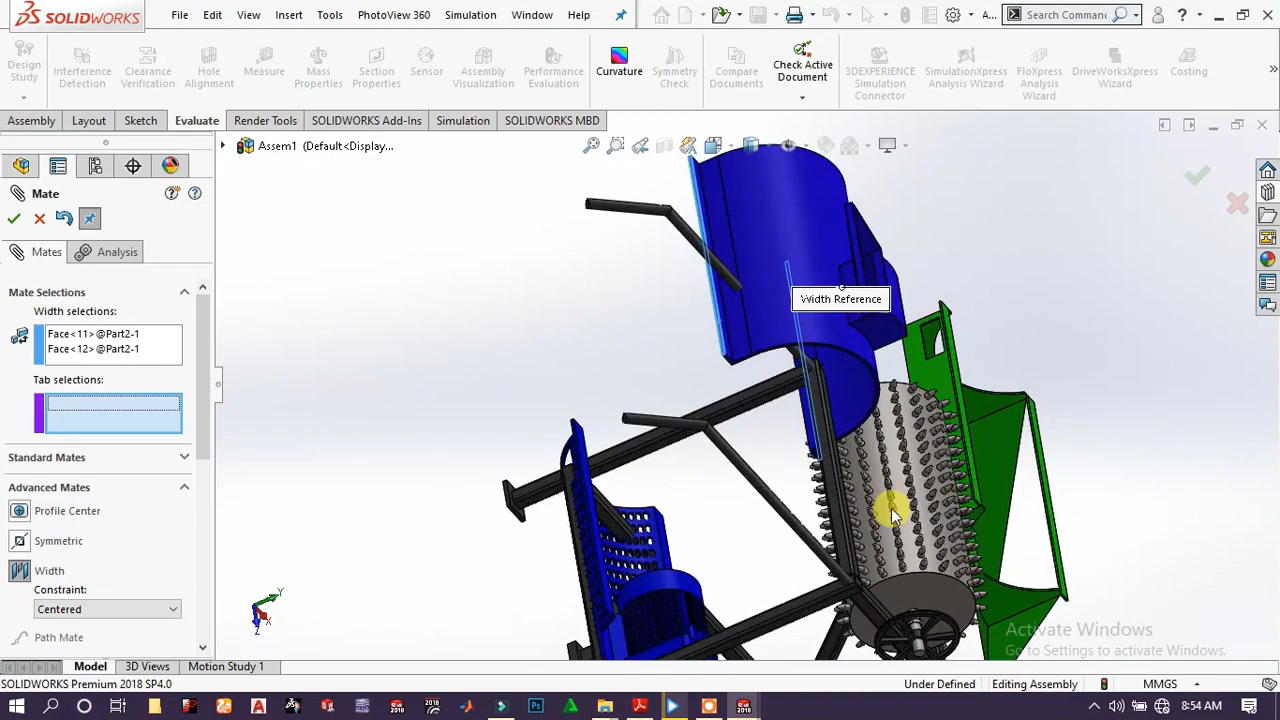 SOLIDWORKS File Edit View Insert Tools PhotoView 360 Simulation Window Help A... Search Command
Design Study Interference Detection Clearance Verification Hole Alignment Measure Mass Properties Section Properties Sensor Assembly Visualization Performance Evaluation Curvature Symmetry Check Compare Documents Check Active Document 3DEXPERIENCE Simulation Connector SimulationXpress Analysis Wizard FloXpress Analysis Wizard DriveWorksXpress Wizard Costing
Assembly Layout Sketch Evaluate Render Tools SOLIDWORKS Add-Ins Simulation SOLIDWORKS MBD
Assem1 (Default<Display...
Mate
Mates Analysis
Mate Selections
Width selections:
Face<11>@Part2-1
Face<12>@Part2-1
Tab selections:
Standard Mates
Advanced Mates
Profile Center
Symmetric
Width
Constraint:
Centered
Path Mate
Width Reference
Y
X
Z
Activate Windows
Go to Settings to activate Windows.
Model 3D Views Motion Study 1
SOLIDWORKS Premium 2018 SP4.0 Under Defined Editing Assembly MMGS
8:54 AM